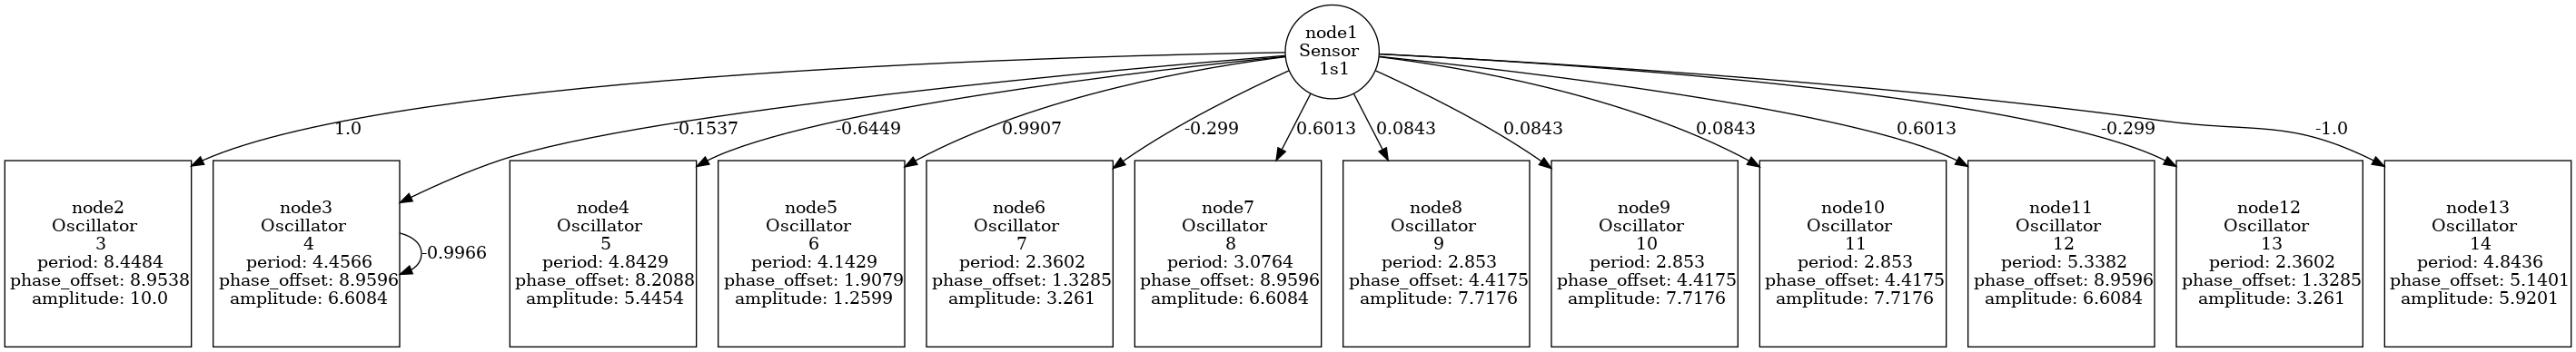 node1
Sensor
1s1
1.0
-0.1537
-0.6449
0.9907
-0.299
0.6013
0.0843
0.0843
0.0843
0.6013
-0.299
-1.0
node2
Oscillator
3
period: 8.4484
phase_offset: 8.9538
amplitude: 10.0
node3
Oscillator
4
period: 4.4566
phase_offset: 8.9596
amplitude: 6.6084
-0.9966
node4
Oscillator
5
period: 4.8429
phase_offset: 8.2088
amplitude: 5.4454
node5
Oscillator
6
period: 4.1429
phase_offset: 1.9079
amplitude: 1.2599
node6
Oscillator
7
period: 2.3602
phase_offset: 1.3285
amplitude: 3.261
node7
Oscillator
8
period: 3.0764
phase_offset: 8.9596
amplitude: 6.6084
node8
Oscillator
9
period: 2.853
phase_offset: 4.4175
amplitude: 7.7176
node9
Oscillator
10
period: 2.853
phase_offset: 4.4175
amplitude: 7.7176
node10
Oscillator
11
period: 2.853
phase_offset: 4.4175
amplitude: 7.7176
node11
Oscillator
12
period: 5.3382
phase_offset: 8.9596
amplitude: 6.6084
node12
Oscillator
13
period: 2.3602
phase_offset: 1.3285
amplitude: 3.261
node13
Oscillator
14
period: 4.8436
phase_offset: 5.1401
amplitude: 5.9201